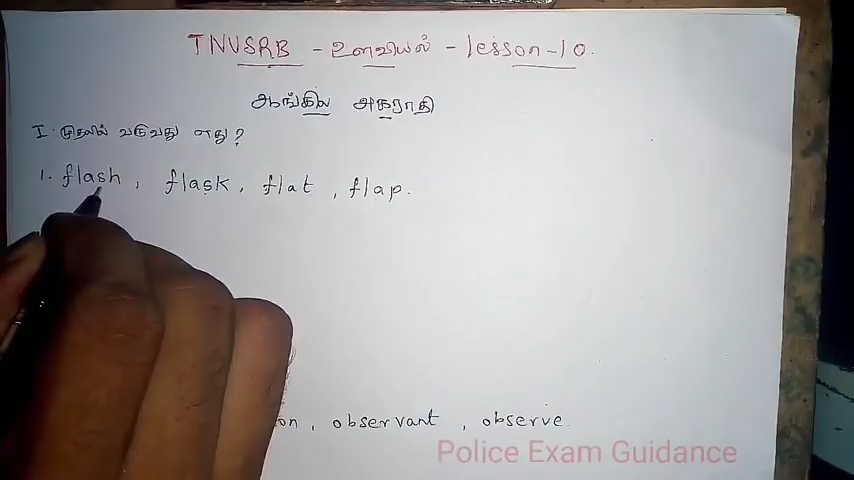 TNUSRB - உளவியல் - lesson - 10.
ஆங்கில அகராதி
I. முதலில் வருவது எது?
1. flash, flask, flat, flap.
on, observant, observe.
Police Exam Guidance